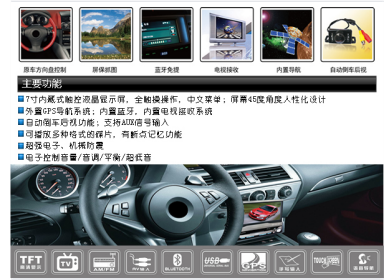 原车方向盘控制 屏保抓图 蓝牙免提 电视接收 内置导航 自动倒车后视
主要功能
7寸内藏式触控液晶显示屏，全触摸操作，中文菜单；屏幕45度角度人性化设计
外置GPS导航系统；内置蓝牙，内置电视接收系统
自动倒车后视功能；支持AUX信号输入
可播放多种格式的碟片，有断点记忆功能
超强电子、机械防震
电子控制音量/音调/平衡/超低音
TFT TV AM/FM BLUETOOTH USB GPS TOUCH SCREEN